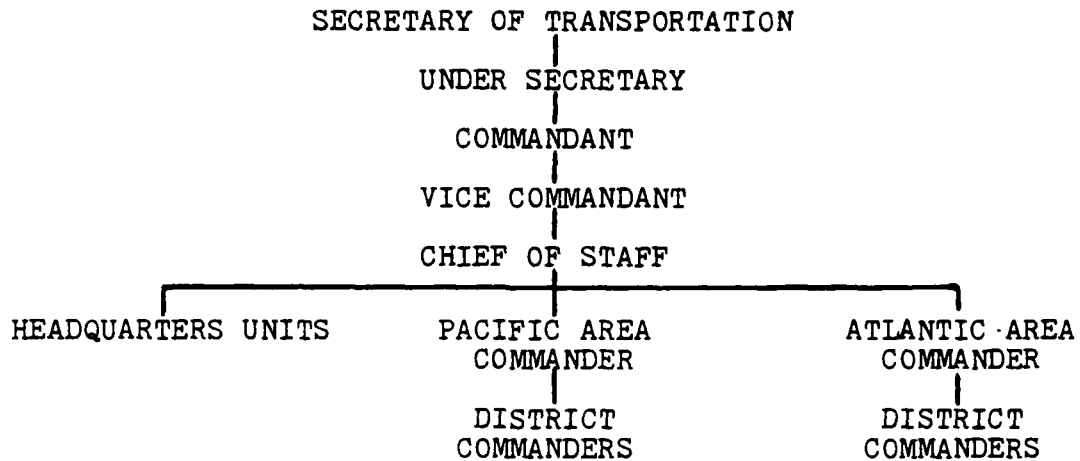 SECRETARY OF TRANSPORTATION
UNDER SECRETARY
COMMANDANT
VICE COMMANDANT
CHIEF OF STAFF
HEADQUARTERS UNITS
PACIFIC AREA
COMMANDER
ATLANTIC AREA
COMMANDER
DISTRICT
COMMANDERS
DISTRICT
COMMANDERS